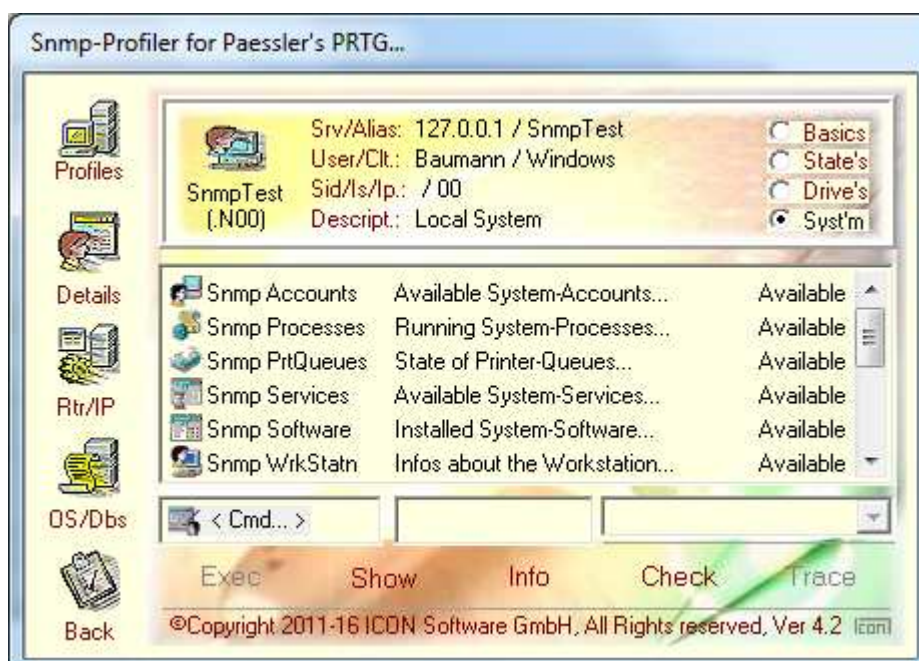 Snmp-Profiler for Paessler's PRTG...
Profiles
Details
Rtr/IP
OS/Dbs
Back
SnmpTest
(.N00)
Srv/Alias: 127.0.0.1 / SnmpTest
User/Clt.: Baumann / Windows
Sid/Is/Ip.: / 00
Descript.: Local System
Basics
State's
Drive's
Syst'm
Snmp Accounts Available System-Accounts... Available
Snmp Processes Running System-Processes... Available
Snmp PrtQueues State of Printer-Queues... Available
Snmp Services Available System-Services... Available
Snmp Software Installed System-Software... Available
Snmp WrkStatn Infos about the Workstation... Available
< Cmd... >
Exec Show Info Check Trace
©Copyright 2011-16 ICON Software GmbH, All Rights reserved, Ver 4.2 Icon